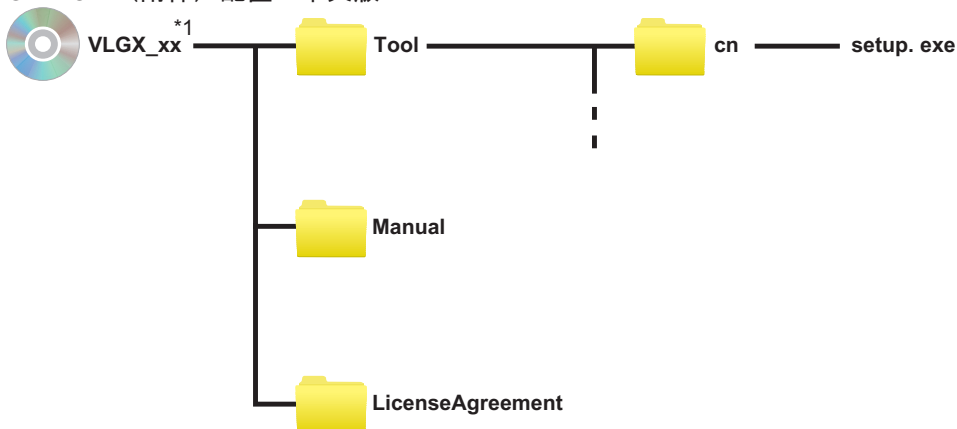 VLGX_xx*1
Tool
cn
setup. exe
Manual
LicenseAgreement